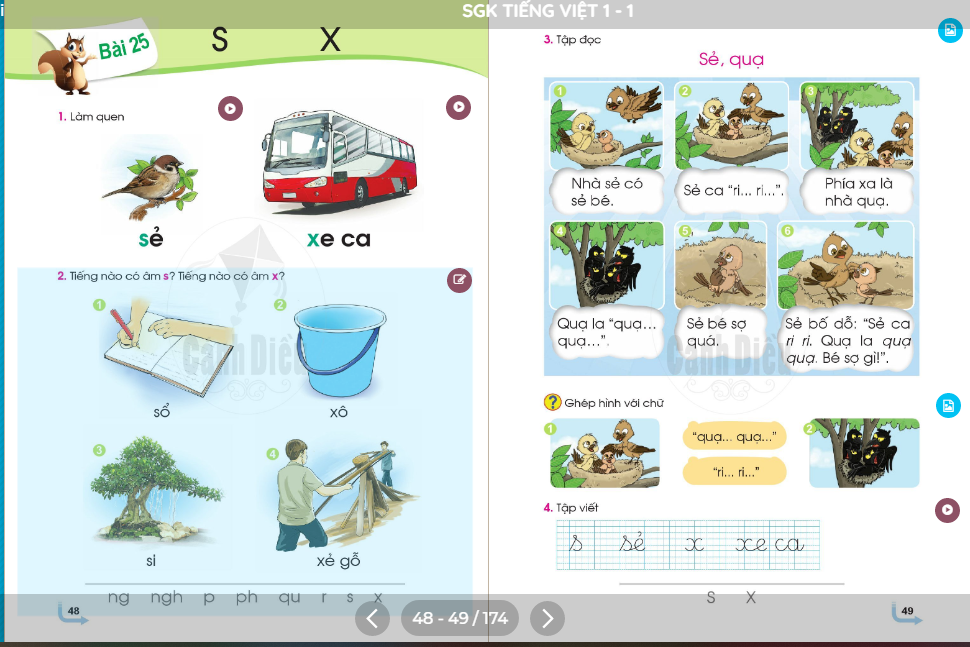 SGK TIẾNG VIỆT 1 - 1
Bài 25
S X
1. Làm quen
sẻ
xe ca
2. Tiếng nào có âm s? Tiếng nào có âm x?
1
sổ
2
xô
3
si
4
xẻ gỗ
ng ngh p ph qu r s x
48
3. Tập đọc
Sẻ, quạ
1
Nhà sẻ có
sẻ bé.
2
Sẻ ca “ri... ri...”.
3
Phía xa là
nhà quạ.
4
Quạ la “quạ...
quạ...”.
5
Sẻ bé sợ
quá.
6
Sẻ bố dỗ: “Sẻ ca
ri ri. Quạ la quạ
quạ. Bé sợ gì!”.
Cánh Diều
Cánh Diều
? Ghép hình với chữ
1
“quạ... quạ...”
“ri... ri...”
2
4. Tập viết
s sẻ x xe ca
S X
49
48 - 49 / 174